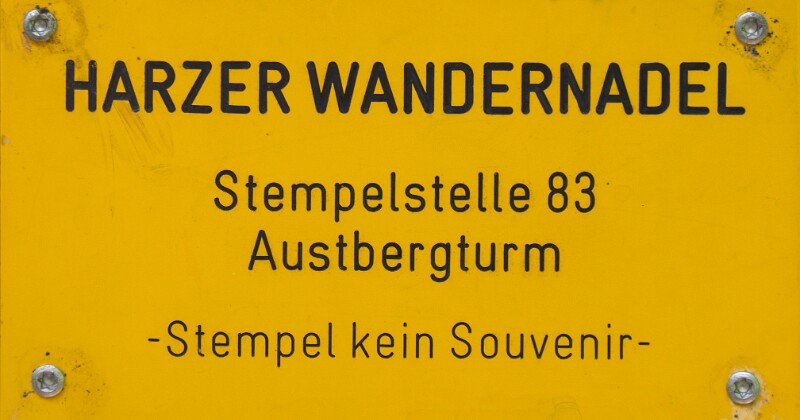 HARZER WANDERNADEL
Stempelstelle 83
Austbergturm
-Stempel kein Souvenir-